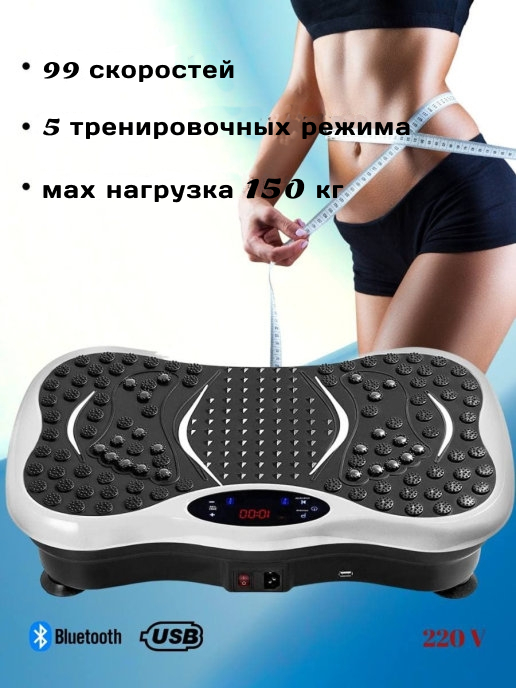 • 99 скоростей
• 5 тренировочных режима
• мах нагрузка 150 кг
00:01
Bluetooth
USB
220 V